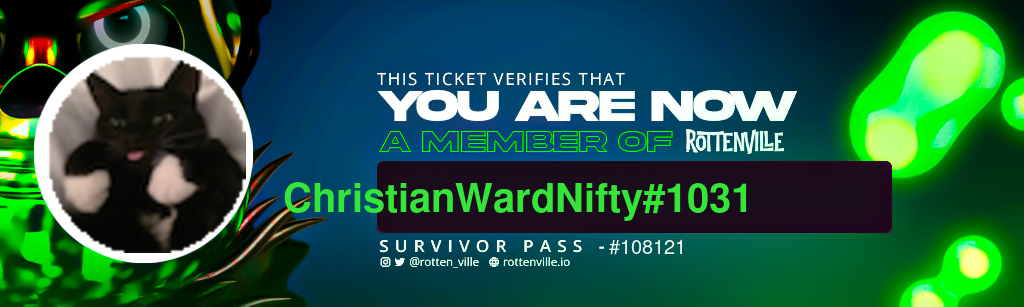 THIS TICKET VERIFIES THAT
YOU ARE NOW
A MEMBER OF ROTTENVILLE
ChristianWardNifty#1031
SURVIVOR PASS - #108121
@rotten_ville rottenville.io